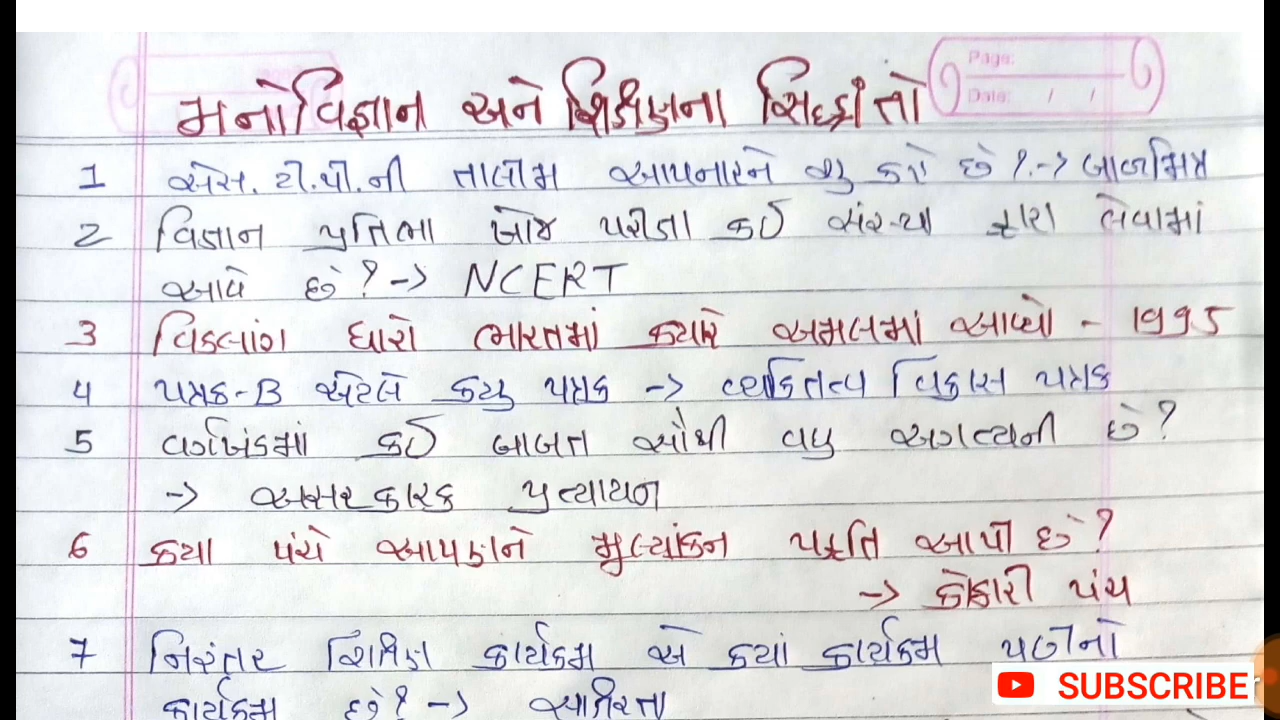 Page:
Date: / /
મનોવિજ્ઞાન અને શિક્ષણના સિદ્ધાંતો
1 એસ.ટી.પી.ની તાલીમ આપનારને શુ કહે છે? -> બાળમિત્ર
2 વિજ્ઞાન પ્રતિભા ખોજ પરીક્ષા કઈ સંસ્થા દ્વારા લેવામાં
આવે છે? -> NCERT
3 વિકલાંગ ધારો ભારતમાં ક્યારે અમલમાં આવ્યો - 1995
4 પત્રક-B એટલે કયુ પત્રક -> વ્યકિતત્વ વિકાસ પત્રક
5 વર્ગખંડમાં કઈ બાબત સૌથી વધુ અગત્યની છે?
-> અસરકારક પ્રત્યાયન
6 કયા પંચે આપણને મુલ્યાંકન પદ્ધતિ આપી છે?
-> કોઠારી પંચ
7 નિરંતર શિક્ષણ કાર્યક્રમ એ કયાં કાર્યક્રમ પછીનો
કાર્યક્રમ છે? -> સાક્ષરતા
SUBSCRIBE